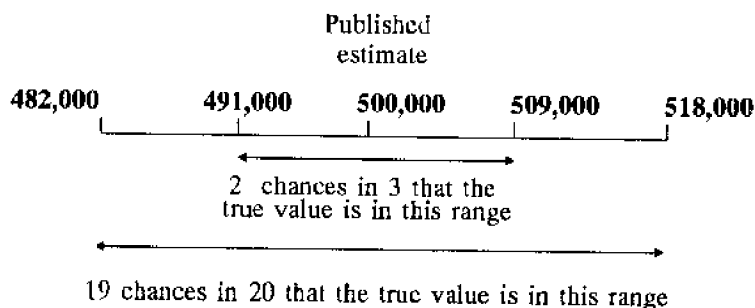 Published
estimate
482,000 491,000 500,000 509,000 518,000
2 chances in 3 that the
true value is in this range
19 chances in 20 that the true value is in this range